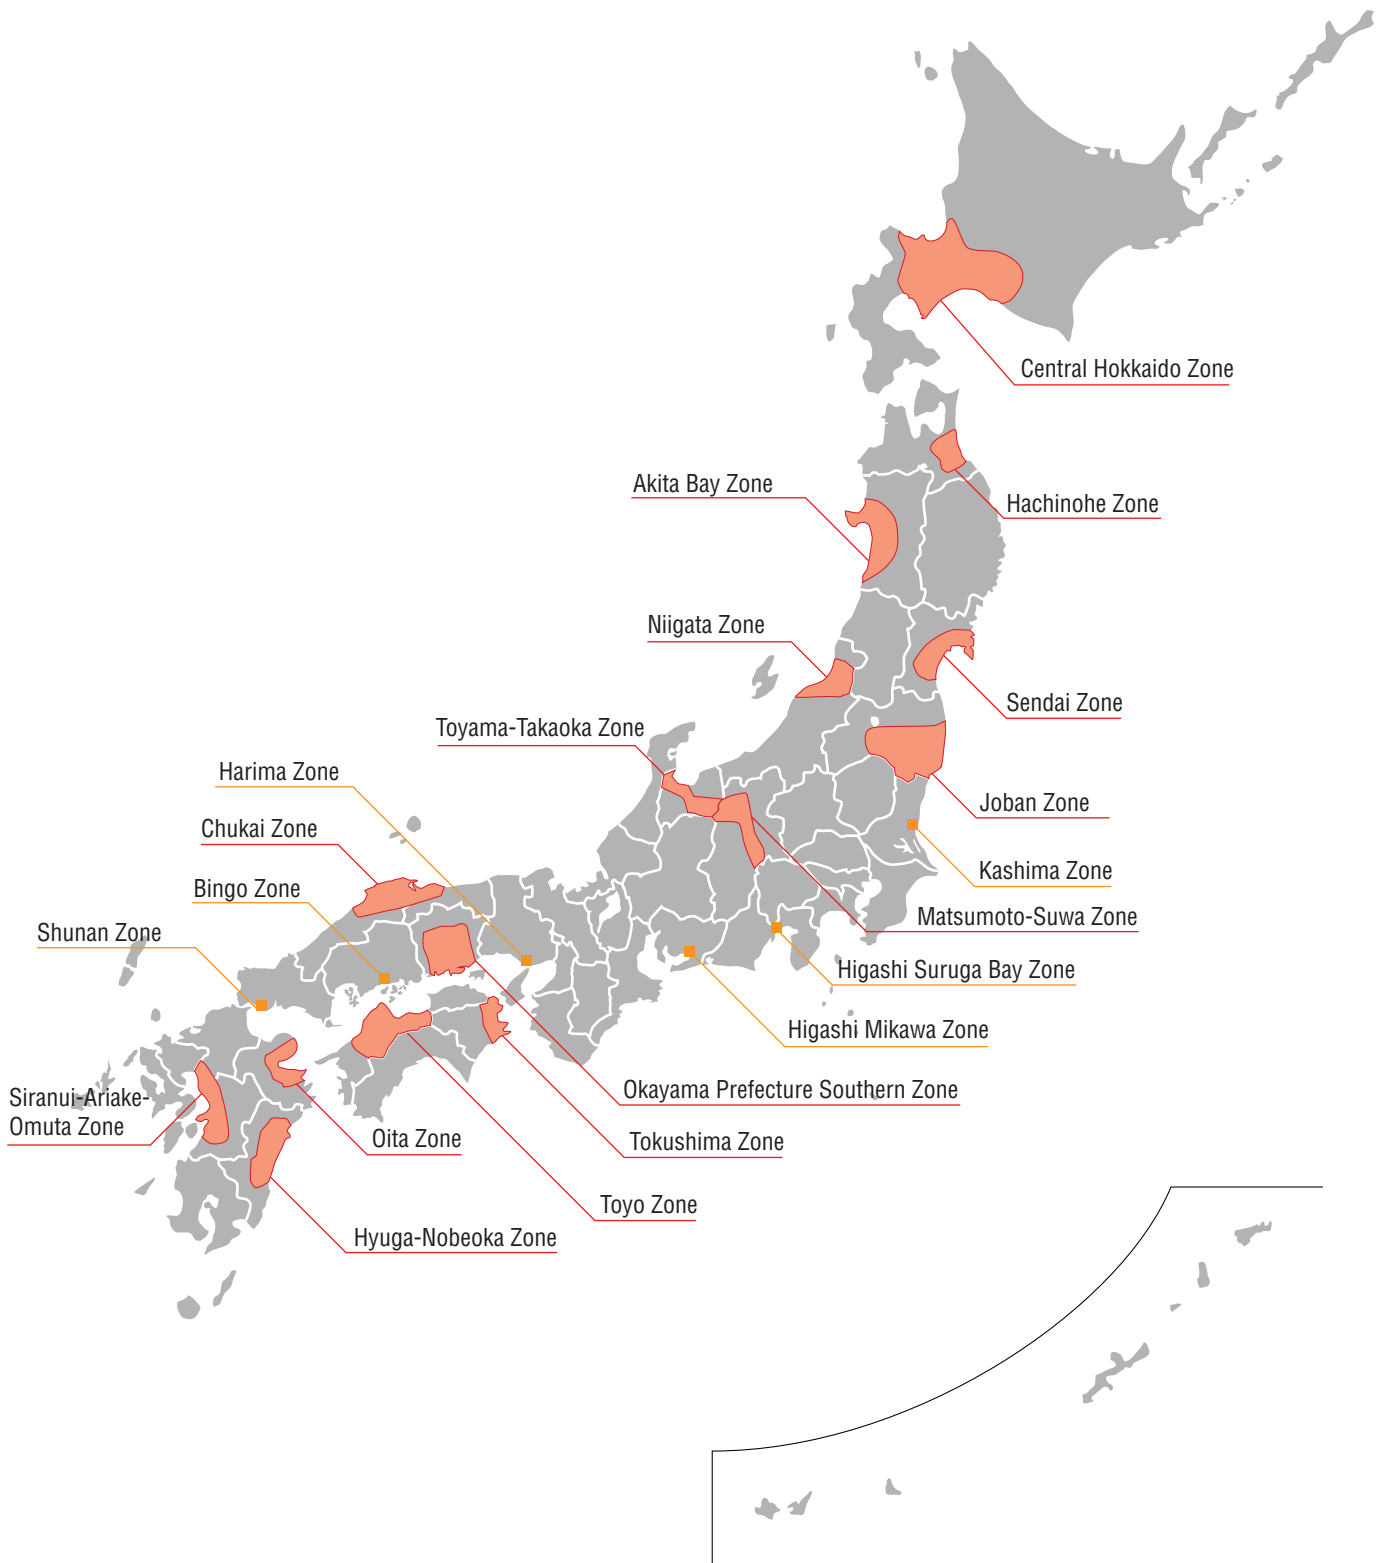 Central Hokkaido Zone
Akita Bay Zone
Hachinohe Zone
Niigata Zone
Sendai Zone
Toyama-Takaoka Zone
Harima Zone
Joban Zone
Chukai Zone
Kashima Zone
Bingo Zone
Matsumoto-Suwa Zone
Shunan Zone
Higashi Suruga Bay Zone
Higashi Mikawa Zone
Okayama Prefecture Southern Zone
Siranui-Ariake-
Omuta Zone
Oita Zone
Tokushima Zone
Toyo Zone
Hyuga-Nobeoka Zone